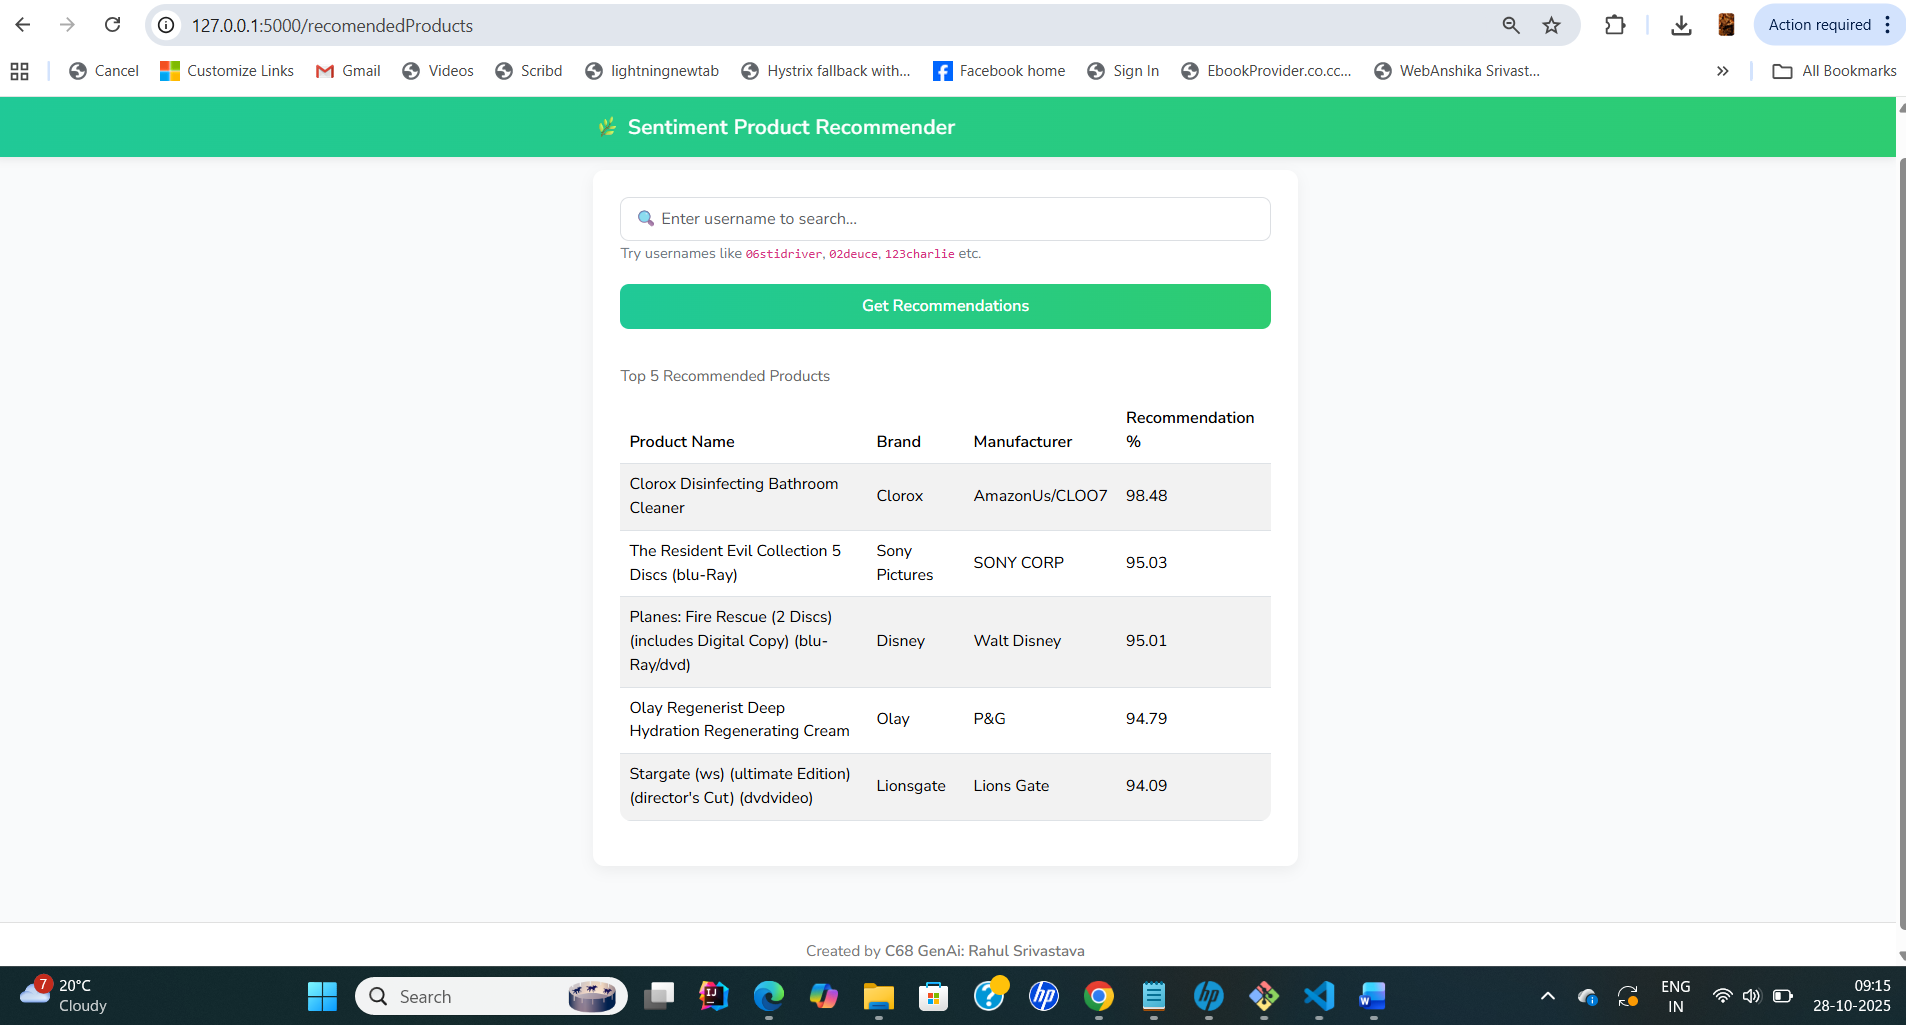 127.0.0.1:5000/recomendedProducts
Action required
Cancel
Customize Links
Gmail
Videos
Scribd
lightningnewtab
Hystrix fallback with...
Facebook home
Sign In
EbookProvider.co.cc...
WebAnshika Srivast...
All Bookmarks
Sentiment Product Recommender
Enter username to search...
Try usernames like 06stidriver, 02deuce, 123charlie etc.
Get Recommendations
Top 5 Recommended Products
Product Name Brand Manufacturer Recommendation
%
Clorox Disinfecting Bathroom
Cleaner
Clorox
AmazonUs/CLOO7
98.48
The Resident Evil Collection 5
Discs (blu-Ray)
Sony
Pictures
SONY CORP
95.03
Planes: Fire Rescue (2 Discs)
(includes Digital Copy) (blu-
Ray/dvd)
Disney
Walt Disney
95.01
Olay Regenerist Deep
Hydration Regenerating Cream
Olay
P&G
94.79
Stargate (ws) (ultimate Edition)
(director's Cut) (dvdvideo)
Lionsgate
Lions Gate
94.09
Created by C68 GenAi: Rahul Srivastava
7
20°C
Cloudy
Search
IJ
hp
hp
W
ENG
IN
09:15
28-10-2025